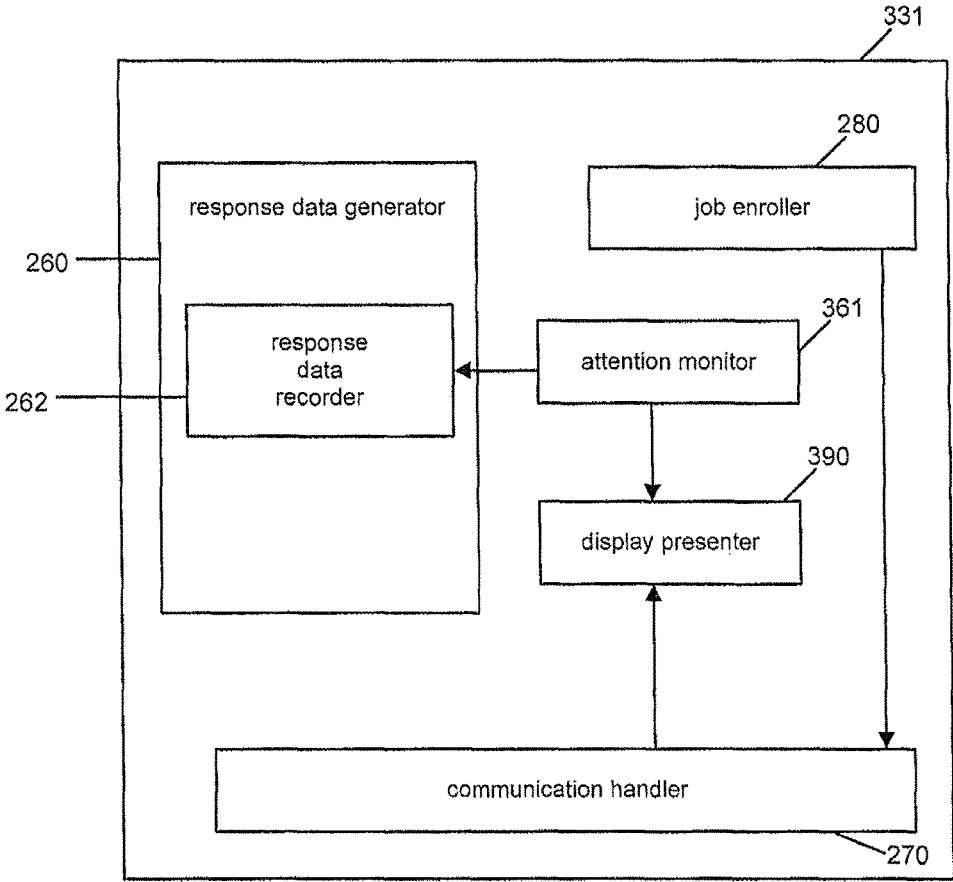 331
280
response data generator
job enroller
260
361
response
data
recorder
attention monitor
262
390
display presenter
communication handler
270